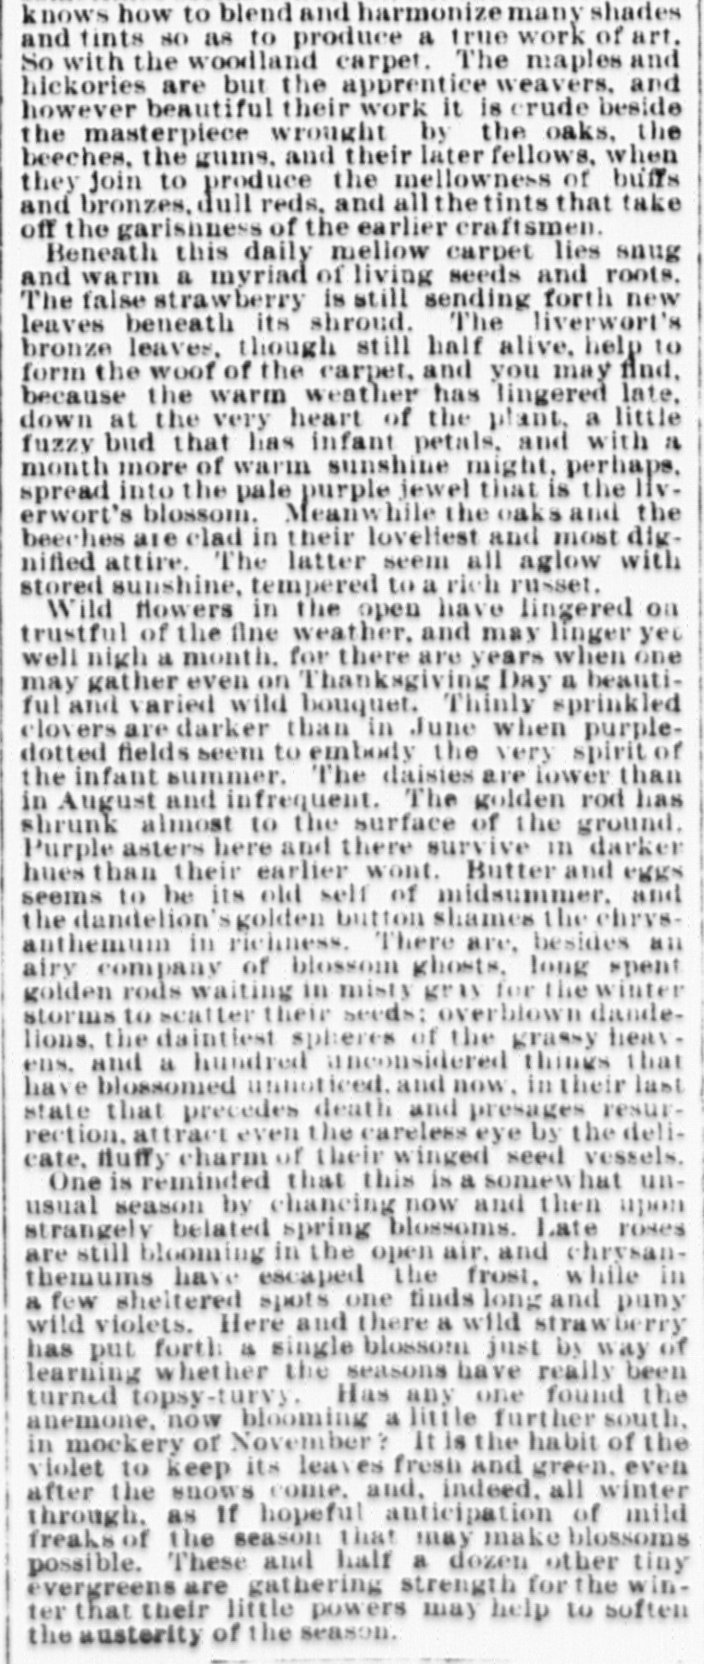 knows how to blend and harmonize many shades
and tints so as to produce a true work of art.
So with the woodland carpet. The maples and
hickories are but the apprentice weavers, and
however beautiful their work it is crude beside
the masterpiece wrought by the oaks, the
beeches, the gums, and their later fellows, when
they join to produce the mellowness of buffs
and bronzes, dull reds, and all the tints that take
off the garishness of the earlier craftsmen.
Beneath this daily mellow carpet lies snug
and warm a myriad of living seeds and roots.
The false strawberry is still sending forth new
leaves beneath its shroud. The liverwort's
bronze leaves, though still half alive, help to
form the woof of the carpet, and you may find,
because the warm weather has lingered late,
down at the very heart of the plant, a little
fuzzy bud that has infant petals, and with a
month more of warm sunshine might, perhaps,
spread into the pale purple jewel that is the liv-
erwort's blossom. Meanwhile the oaks and the
beeches are clad in their loveliest and most dig-
nified attire. The latter seem all aglow with
stored sunshine, tempered to a rich russet.
Wild flowers in the open have lingered on
trustful of the fine weather, and may linger yet
well nigh a month, for there are years when one
may gather even on Thanksgiving Day a beauti-
ful and varied wild bouquet. Thinly sprinkled
clovers are darker than in June when purple-
dotted fields seem to embody the very spirit of
the infant summer. The daisies are lower than
in August and infrequent. The golden rod has
shrunk almost to the surface of the ground.
Purple asters here and there survive in darker
hues than their earlier wont. Butter and eggs
seems to be its old self of midsummer, and
the dandelion's golden button shames the chrys-
anthemum in richness. There are, besides an
airy company of blossom ghosts, long spent
golden rods waiting in misty gray for the winter
storms to scatter their seeds; overblown dande-
lions, the daintiest spheres of the grassy heav-
ens, and a hundred unconsidered things that
have blossomed unnoticed, and now, in their last
state that precedes death and presages resur-
rection, attract even the careless eye by the deli-
cate, fluffy charm of their winged seed vessels.
One is reminded that this is a somewhat un-
usual season by chancing now and then upon
strangely belated spring blossoms. Late roses
are still blooming in the open air, and chrysan-
themums have escaped the frost, while in
a few sheltered spots one finds long and puny
wild violets. Here and there a wild strawberry
has put forth a single blossom just by way of
learning whether the seasons have really been
turned topsy-turvy. Has any one found the
anemone, now blooming a little further south,
in mockery of November? It is the habit of the
violet to keep its leaves fresh and green, even
after the snows come, and, indeed, all winter
through, as if hopeful anticipation of mild
freaks of the season that may make blossoms
possible. These and half a dozen other tiny
evergreens are gathering strength for the win-
ter that their little powers may help to soften
the austerity of the season.